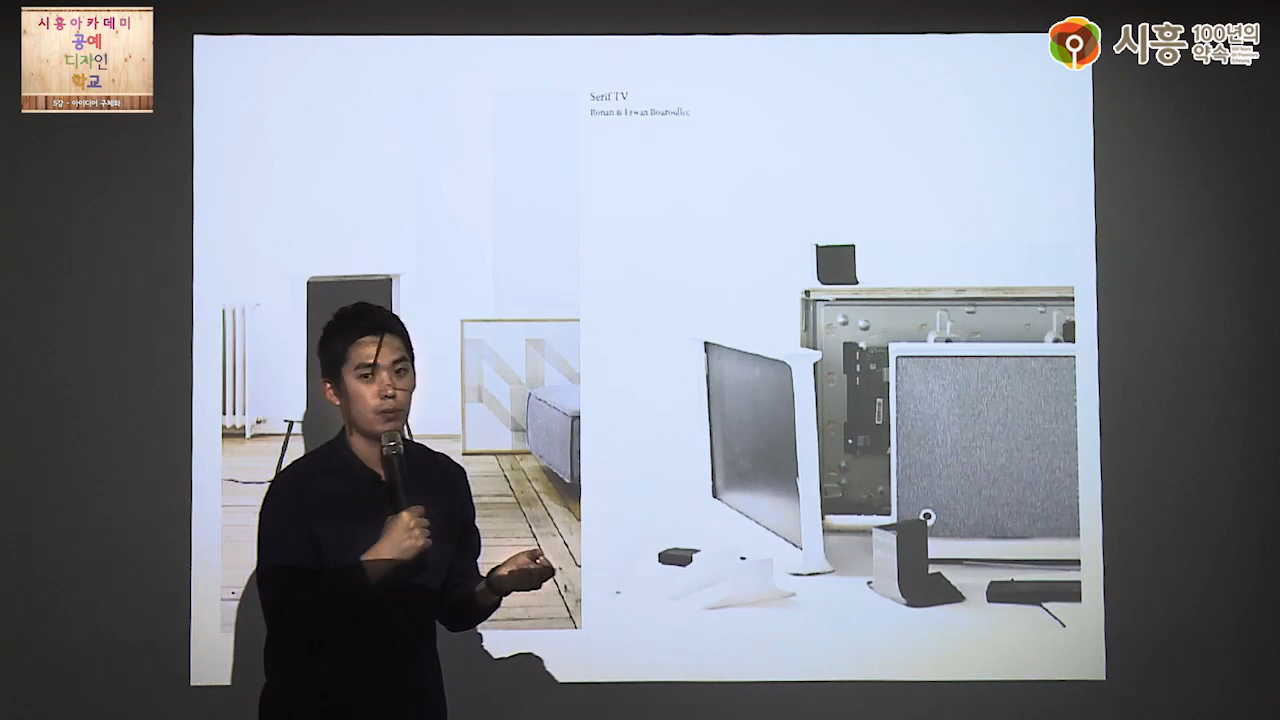 시흥아카데미
공예
디자인
학교
5강 - 아이디어 구체화
시흥
100년의
약속
Serif TV
Ronan & Erwan Bouroullec